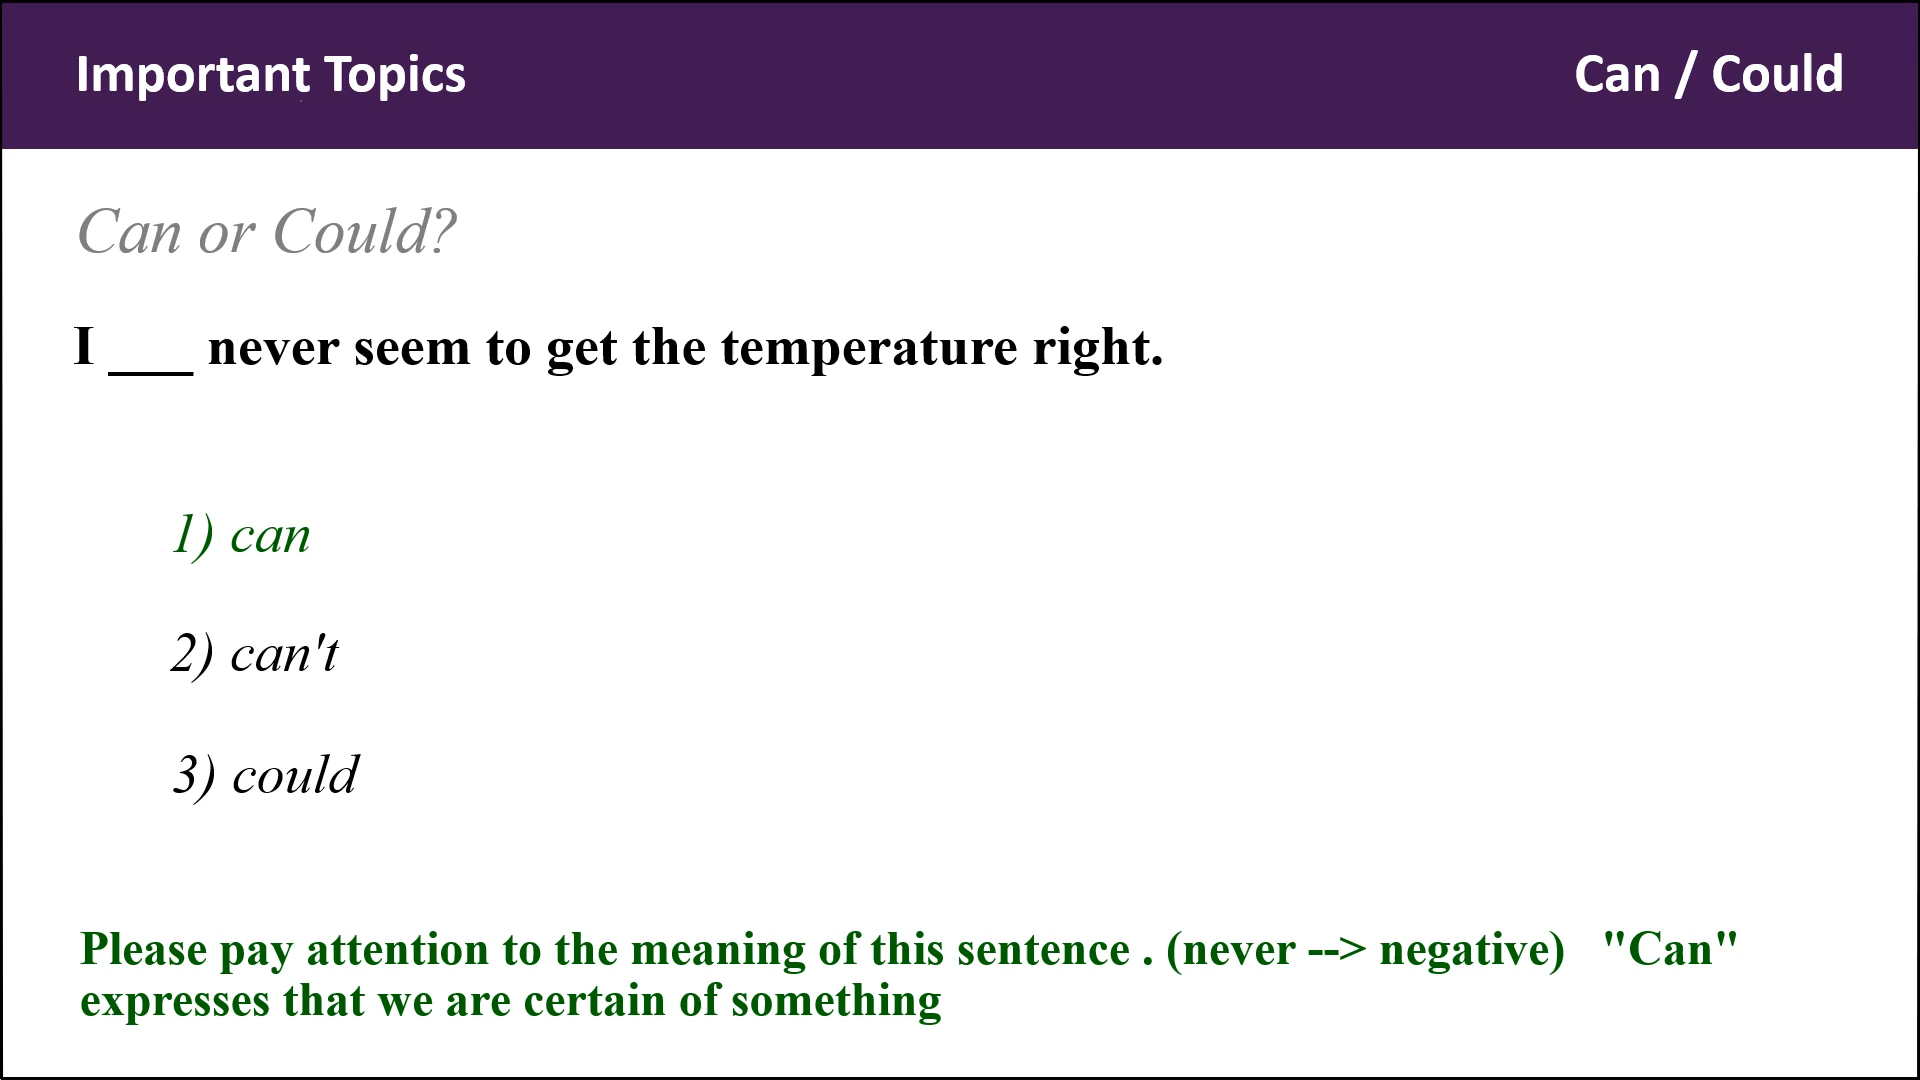 Important Topics
Can / Could
Can or Could?
I ___ never seem to get the temperature right.
1) can
2) can't
3) could
Please pay attention to the meaning of this sentence . (never --> negative)   "Can"
expresses that we are certain of something